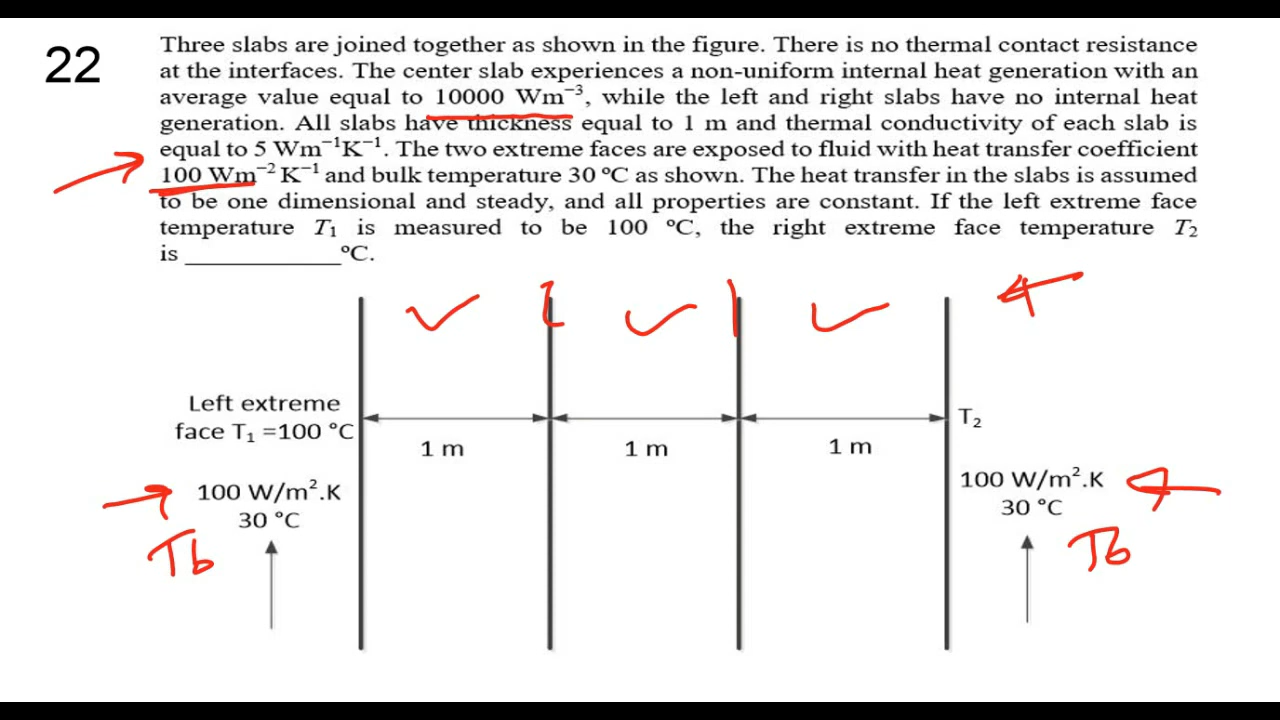 22
Three slabs are joined together as shown in the figure. There is no thermal contact resistance
at the interfaces. The center slab experiences a non-uniform internal heat generation with an
average value equal to 10000 Wm⁻³, while the left and right slabs have no internal heat
generation. All slabs have thickness equal to 1 m and thermal conductivity of each slab is
equal to 5 Wm⁻¹K⁻¹. The two extreme faces are exposed to fluid with heat transfer coefficient
100 Wm⁻² K⁻¹ and bulk temperature 30 ºC as shown. The heat transfer in the slabs is assumed
to be one dimensional and steady, and all properties are constant. If the left extreme face
temperature T₁ is measured to be 100 ºC, the right extreme face temperature T₂
is ____________ºC.
Left extreme
face T₁ =100 °C
T₂
1 m
1 m
1 m
100 W/m².K
30 °C
100 W/m².K
30 °C
Tb
Tb